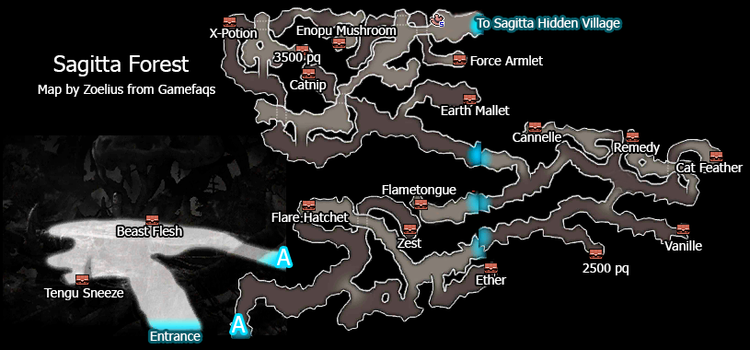 To Sagitta Hidden Village
X-Potion
Enopu Mushroom
3500 pq
Force Armlet
Sagitta Forest
Map by Zoelius from Gamefaqs
Catnip
Earth Mallet
Cannelle
Remedy
Cat Feather
Flametongue
Flare Hatchet
Beast Flesh
Zest
Vanille
A
2500 pq
Ether
Tengu Sneeze
A
Entrance
S